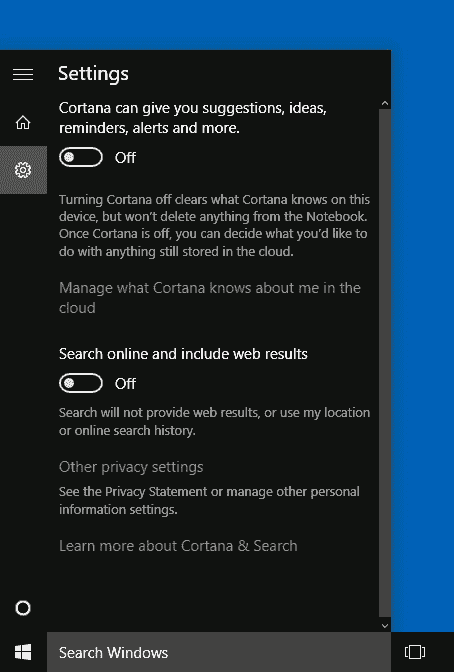 Settings
Cortana can give you suggestions, ideas,
reminders, alerts and more.
Off
Turning Cortana off clears what Cortana knows on this
device, but won't delete anything from the Notebook.
Once Cortana is off, you can decide what you'd like to
do with anything still stored in the cloud.
Manage what Cortana knows about me in the
cloud
Search online and include web results
Off
Search will not provide web results, or use my location
or online search history.
Other privacy settings
See the Privacy Statement or manage other personal
information settings.
Learn more about Cortana & Search
Search Windows